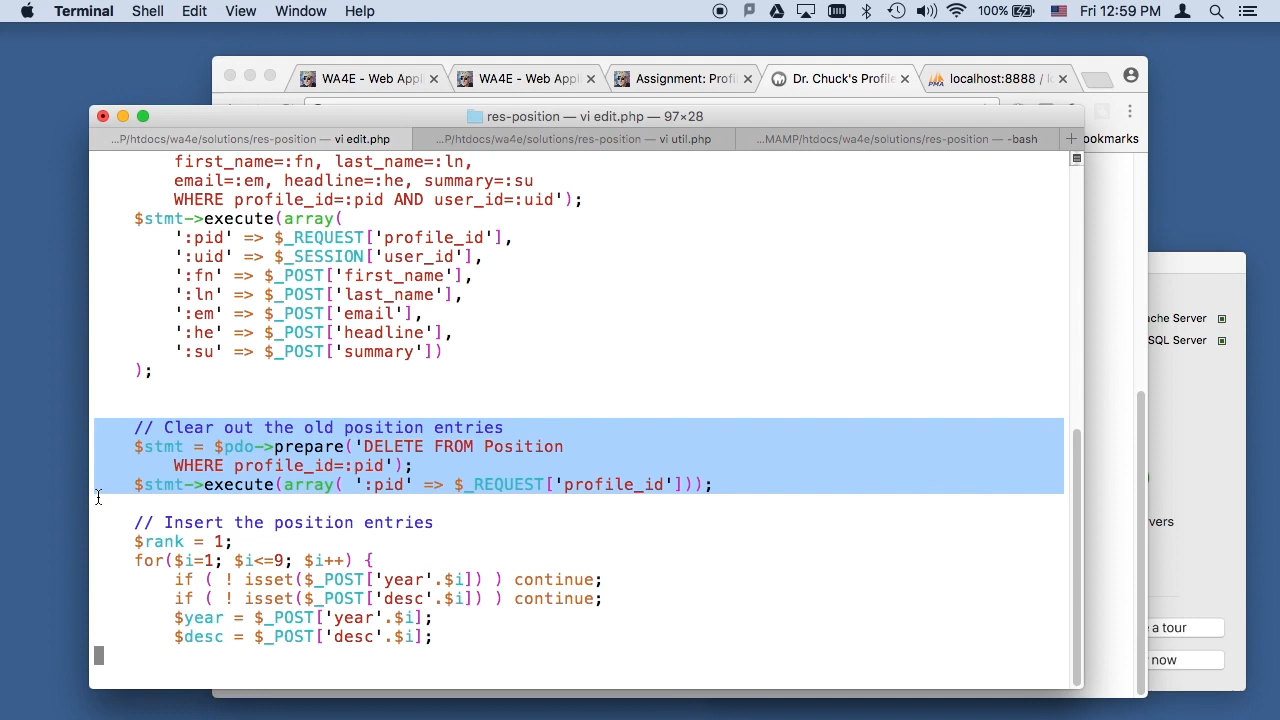 Terminal Shell Edit View Window Help 100% Fri 12:59 PM
WA4E - Web Appl WA4E - Web Appl Assignment: Profi Dr. Chuck's Profile localhost:8888 / lo
res-position — vi edit.php — 97×28
...P/htdocs/wa4e/solutions/res-position — vi edit.php ...P/htdocs/wa4e/solutions/res-position — vi util.php ...MAMP/htdocs/wa4e/solutions/res-position — -bash
ookmarks
first_name=:fn, last_name=:ln,
email=:em, headline=:he, summary=:su
WHERE profile_id=:pid AND user_id=:uid');
$stmt->execute(array(
':pid' => $_REQUEST['profile_id'],
':uid' => $_SESSION['user_id'],
':fn' => $_POST['first_name'],
':ln' => $_POST['last_name'],
':em' => $_POST['email'],
':he' => $_POST['headline'],
':su' => $_POST['summary'])
);
// Clear out the old position entries
$stmt = $pdo->prepare('DELETE FROM Position
WHERE profile_id=:pid');
$stmt->execute(array( ':pid' => $_REQUEST['profile_id']));
// Insert the position entries
$rank = 1;
for($i=1; $i<=9; $i++) {
if ( ! isset($_POST['year'.$i]) ) continue;
if ( ! isset($_POST['desc'.$i]) ) continue;
$year = $_POST['year'.$i];
$desc = $_POST['desc'.$i];
ache Server
SQL Server
vers
a tour
now